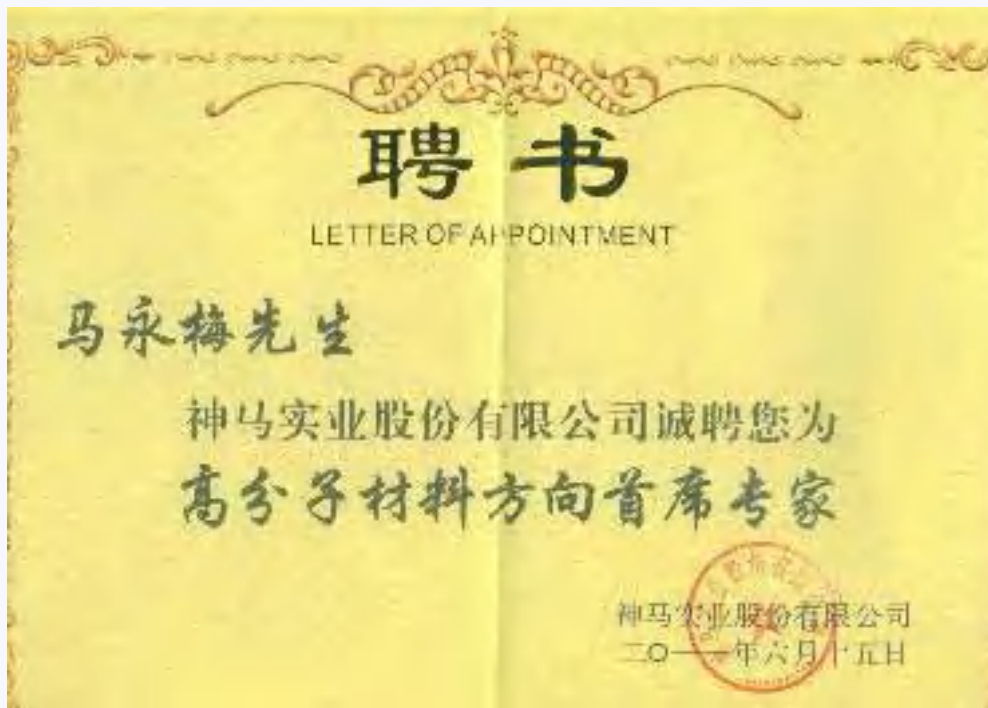 聘书
LETTER OF APPOINTMENT
马永梅先生
神马实业股份有限公司诚聘您为
高分子材料方向首席专家
神马实业股份有限公司
二〇一一年六月十五日